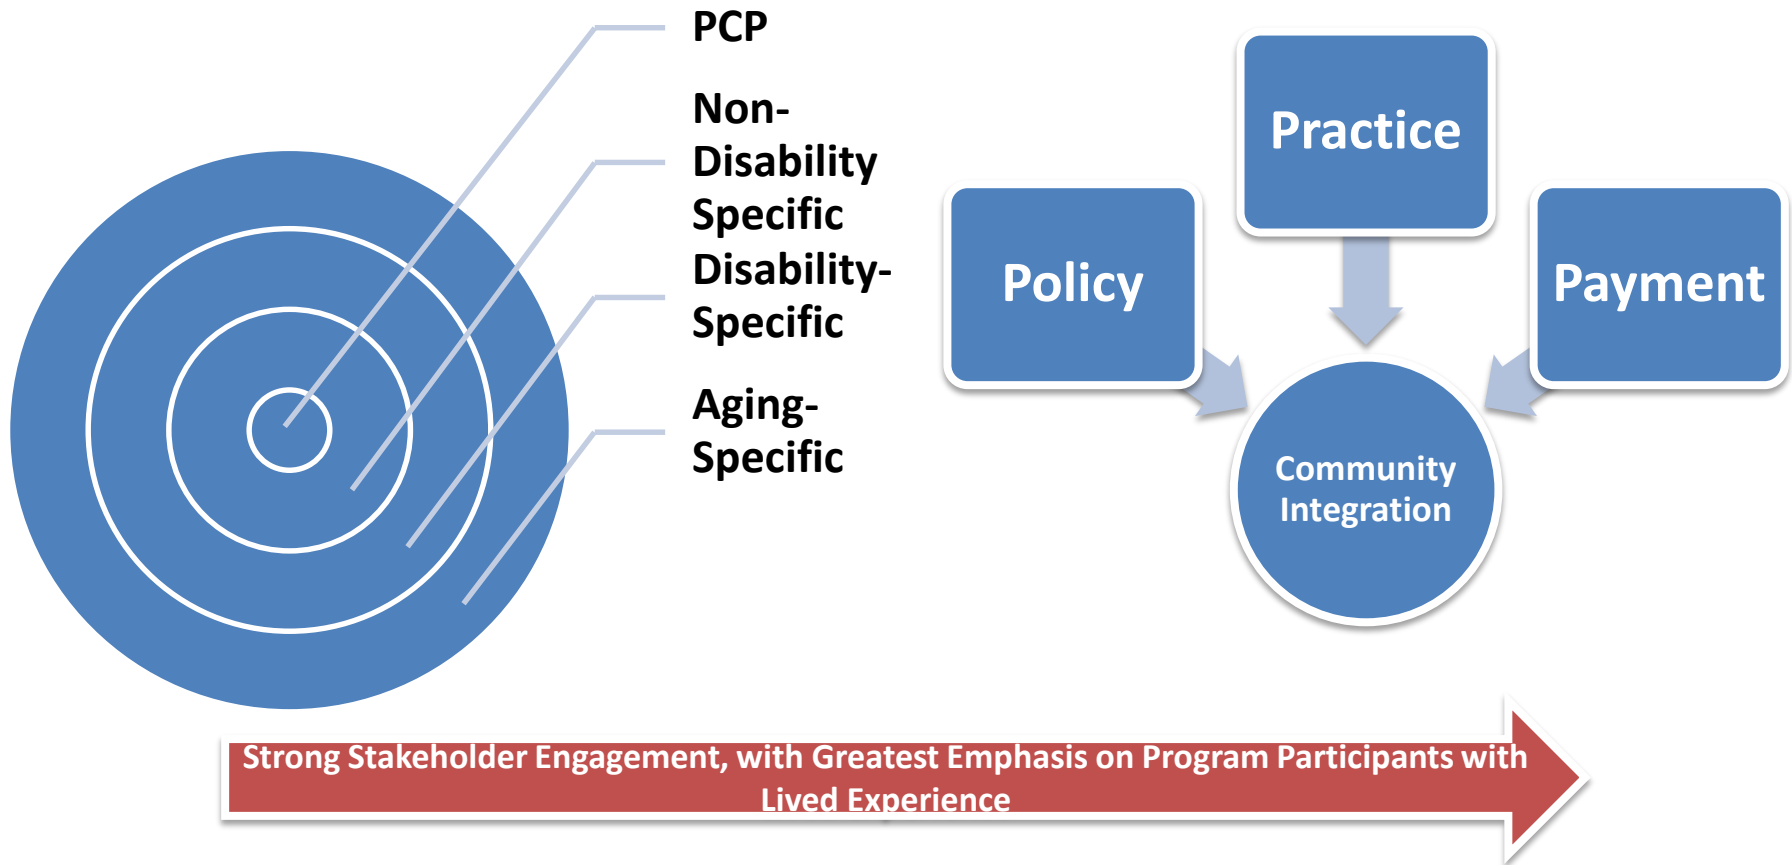 PCP
Non-
Disability
Specific
Disability-
Specific
Aging-
Specific
Practice
Policy
Payment
Community
Integration
Strong Stakeholder Engagement, with Greatest Emphasis on Program Participants with
Lived Experience